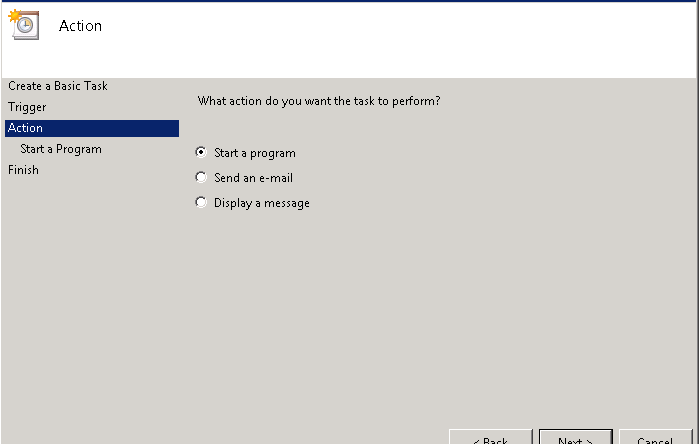 Action
Create a Basic Task
Trigger
Action
Start a Program
Finish
What action do you want the task to perform?
Start a program
Send an e-mail
Display a message
< Back
Next >
Cancel